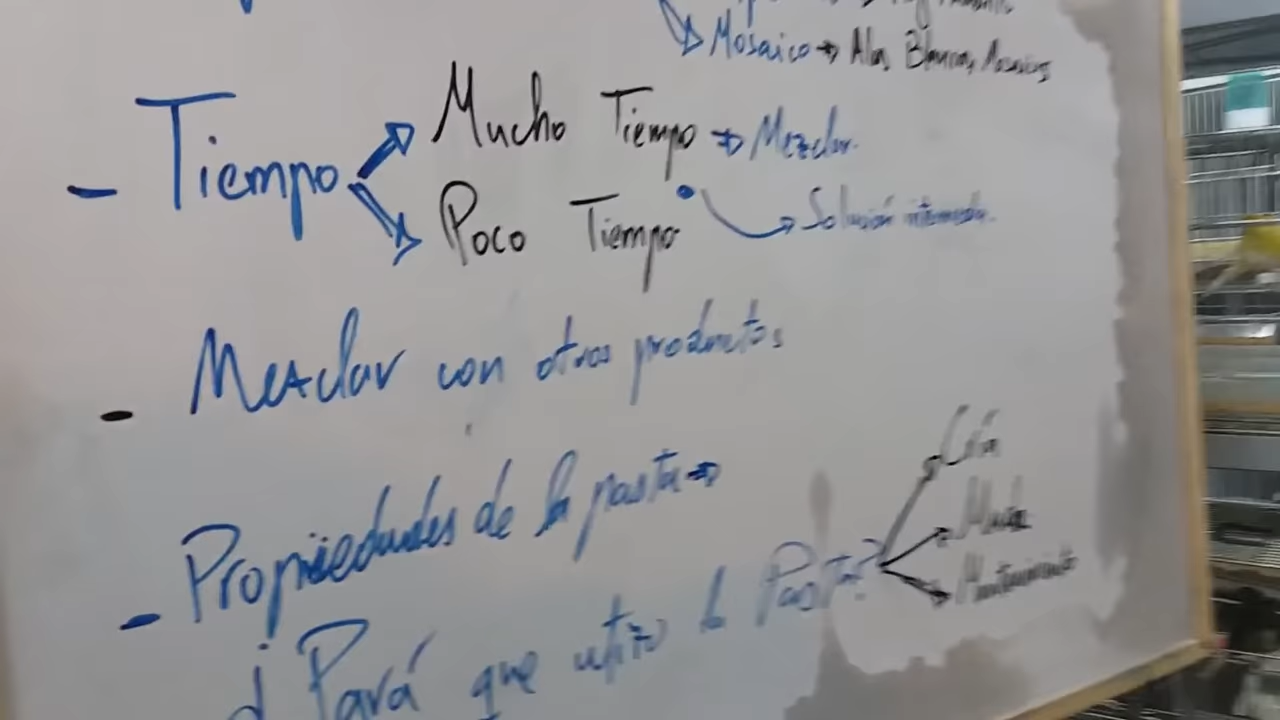 Mosaico → Alas Blancas, Mosaicos
- Tiempo
Mucho Tiempo → Mezclar.
Poco Tiempo
→ Solución intermedia.
- Mezclar con otros productos
- Propiedades de la pasta →
¿Pará que utilizo la Pasta?
Cría
Muda
Mantenimiento